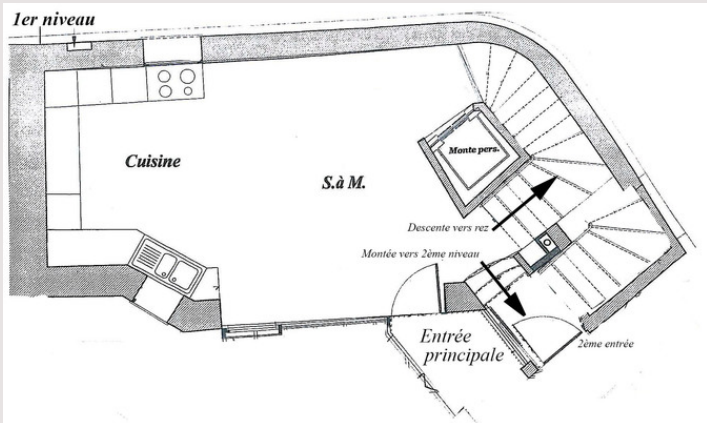 1er niveau
Cuisine
S.à M.
Monte pers.
Descente vers rez
Montée vers 2ème niveau
Entrée
principale
2ème entrée